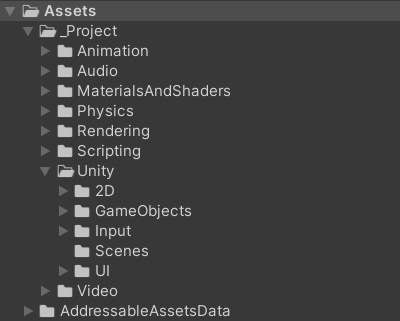 Assets
_Project
Animation
Audio
MaterialsAndShaders
Physics
Rendering
Scripting
Unity
2D
GameObjects
Input
Scenes
UI
Video
AddressableAssetsData